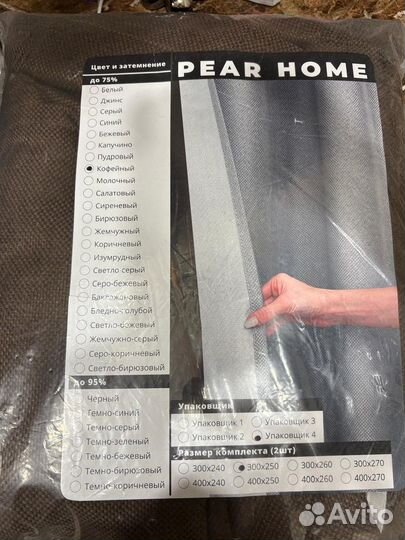 Цвет и затемнение
до 75%
Белый
Джинс
Серый
Синий
Бежевый
Капучино
Пудровый
Кофейный
Молочный
Салатовый
Сиреневый
Бирюзовый
Жемчужный
Коричневый
Изумрудный
Светло-серый
Серо-бежевый
Баклажановый
Бледно-голубой
Светло-бежевый
Жемчужно-серый
Серо-коричневый
Светло-бирюзовый
до 95%
Черный
Темно-синий
Темно-серый
Темно-зеленый
Темно-бежевый
Темно-бирюзовый
Темно-коричневый
PEAR HOME
Упаковщик
Упаковщик 1 Упаковщик 3
Упаковщик 2 Упаковщик 4
Размер комплекта (2шт)
300х240 300х250 300х260 300х270
400х240 400х250 400х260 400х270
Avito